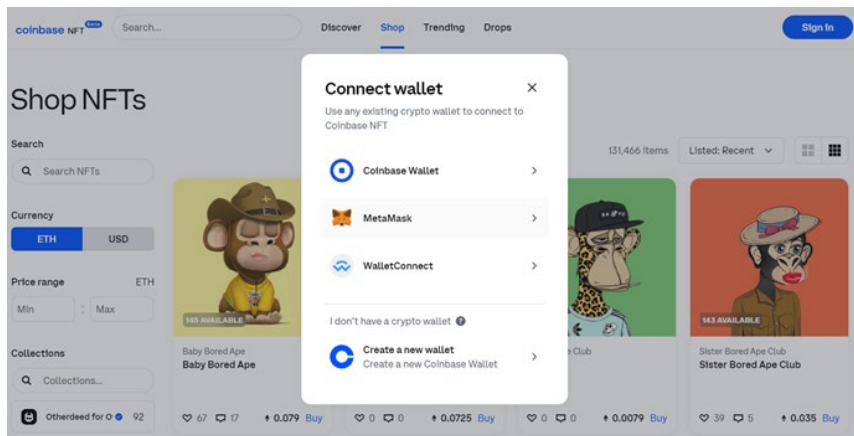 coinbase NFT Beta
Search...
Discover
Shop
Trending
Drops
Sign In
Shop NFTs
Search
Search NFTs
Currency
ETH
USD
Price range
ETH
Min
:
Max
Collections
Collections...
Otherdeed for O
92
Connect wallet
Use any existing crypto wallet to connect to
Coinbase NFT
Coinbase Wallet
MetaMask
WalletConnect
I don't have a crypto wallet
Create a new wallet
Create a new Coinbase Wallet
131,466 Items
Listed: Recent
145 AVAILABLE
Baby Bored Ape
Baby Bored Ape
67
17
0.079
Buy
0
0
0.0725
Buy
Club
0
0
0.0079
Buy
143 AVAILABLE
Sister Bored Ape Club
Sister Bored Ape Club
39
5
0.035
Buy